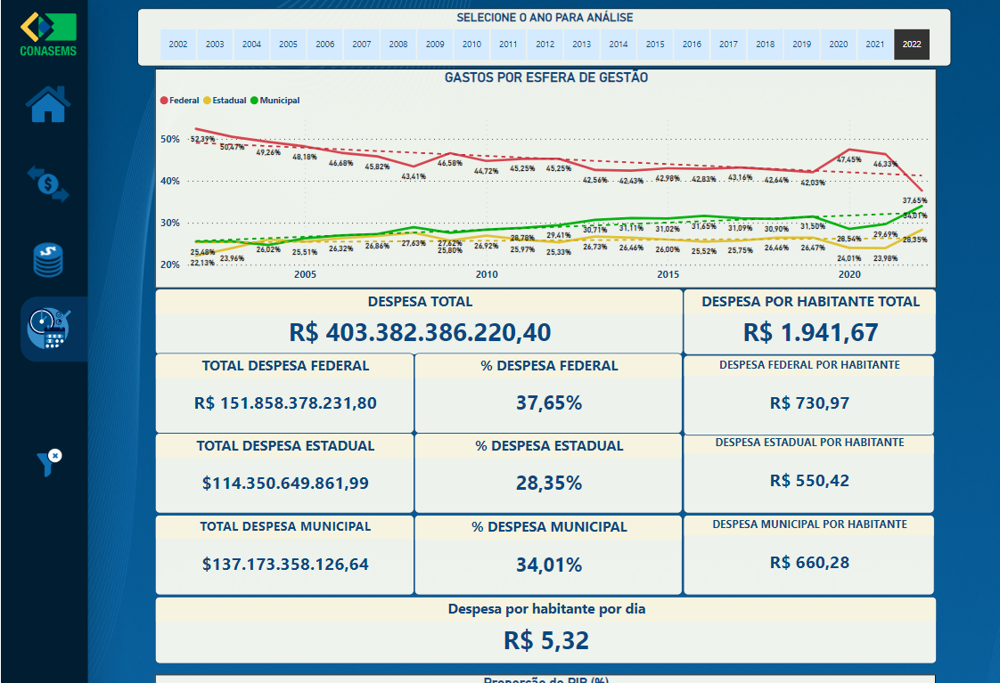 CONASEMS
SELECIONE O ANO PARA ANÁLISE
2002 2003 2004 2005 2006 2007 2008 2009 2010 2011 2012 2013 2014 2015 2016 2017 2018 2019 2020 2021 2022
GASTOS POR ESFERA DE GESTÃO
Federal Estadual Municipal
50%
40%
30%
20%
52,39% 50,47% 49,26% 48,18% 46,68% 45,82% 43,41% 46,58% 44,72% 45,25% 45,25% 42,56% 42,43% 42,98% 42,83% 43,16% 42,64% 42,03% 47,45% 46,33% 37,65%
25,48% 26,86% 27,62% 28,78% 29,41% 30,71% 31,11% 31,02% 31,65% 31,09% 30,90% 31,50% 28,54% 29,69% 34,01%
22,13% 23,96% 26,02% 25,51% 26,32% 27,63% 25,80% 26,92% 25,97% 25,33% 26,73% 26,46% 26,00% 25,52% 25,75% 26,46% 26,47% 24,01% 23,98% 28,35%
2005 2010 2015 2020
DESPESA TOTAL
R$ 403.382.386.220,40
DESPESA POR HABITANTE TOTAL
R$ 1.941,67
TOTAL DESPESA FEDERAL
R$ 151.858.378.231,80
% DESPESA FEDERAL
37,65%
DESPESA FEDERAL POR HABITANTE
R$ 730,97
TOTAL DESPESA ESTADUAL
$114.350.649.861,99
% DESPESA ESTADUAL
28,35%
DESPESA ESTADUAL POR HABITANTE
R$ 550,42
TOTAL DESPESA MUNICIPAL
$137.173.358.126,64
% DESPESA MUNICIPAL
34,01%
DESPESA MUNICIPAL POR HABITANTE
R$ 660,28
Despesa por habitante por dia
R$ 5,32
Proporção do PIB (%)